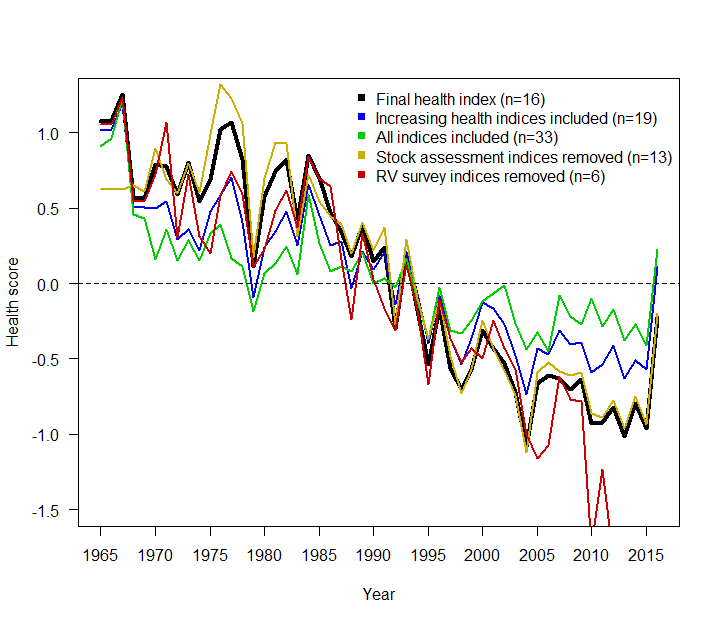 Final health index (n=16)
Increasing health indices included (n=19)
All indices included (n=33)
Stock assessment indices removed (n=13)
RV survey indices removed (n=6)
1.0
0.5
0.0
-0.5
-1.0
-1.5
Health score
1965 1970 1975 1980 1985 1990 1995 2000 2005 2010 2015
Year